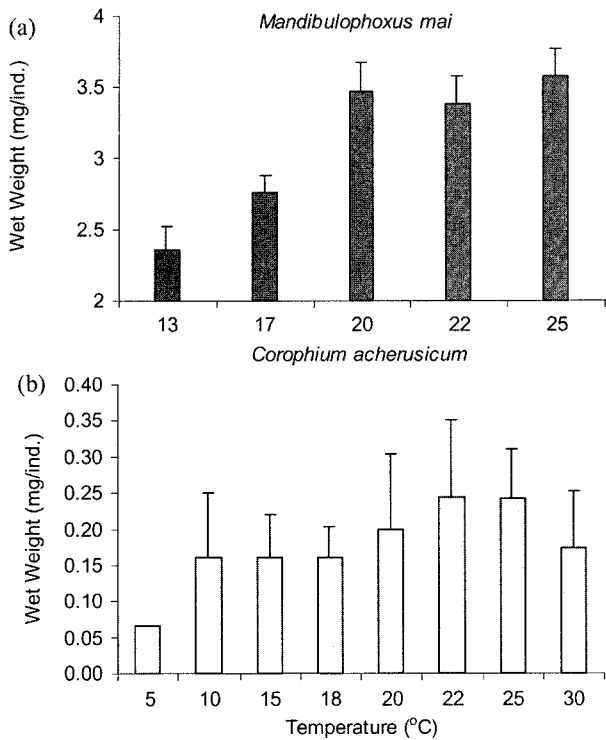 (a)
Mandibulophoxus mai
Wet Weight (mg/ind.)
4
3.5
3
2.5
2
13 17 20 22 25
Corophium acherusicum
(b)
Wet Weight (mg/ind.)
0.40
0.35
0.30
0.25
0.20
0.15
0.10
0.05
0.00
5 10 15 18 20 22 25 30
Temperature (°C)